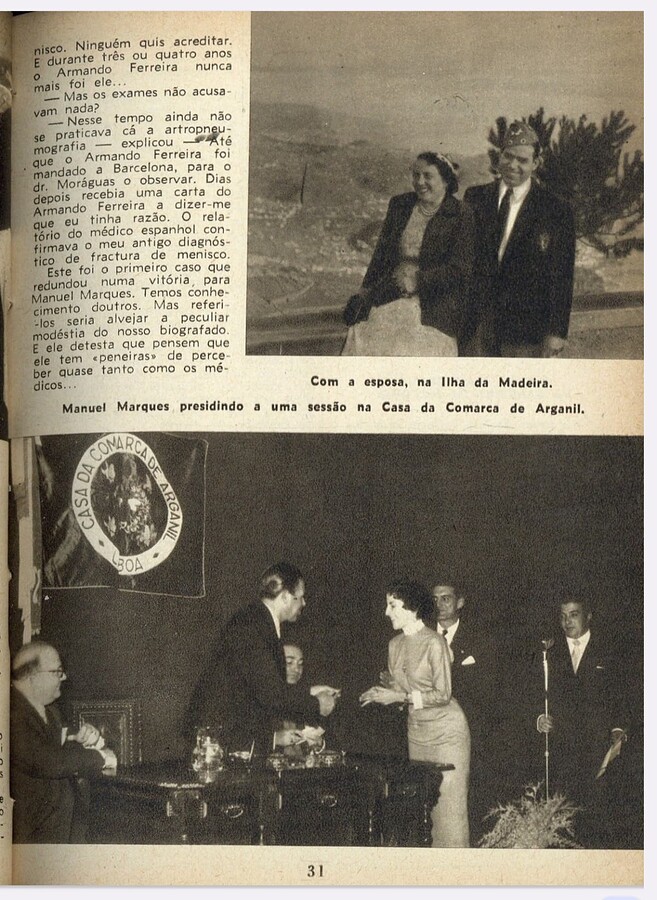 nisco. Ninguém quis acreditar.
E durante três ou quatro anos
o Armando Ferreira nunca
mais foi ele...
— Mas os exames não acusa-
vam nada?
— Nesse tempo ainda não
se praticava cá a artropneu-
mografia — explicou — Até
que o Armando Ferreira foi
mandado a Barcelona, para o
dr. Moráguas o observar. Dias
depois recebia uma carta do
Armando Ferreira a dizer-me
que eu tinha razão. O rela-
tório do médico espanhol con-
firmava o meu antigo diagnós-
tico de fractura de menisco.
Este foi o primeiro caso que
redundou numa vitória para
Manuel Marques. Temos conhe-
cimento doutros. Mas referi-
-los seria alvejar a peculiar
modéstia do nosso biografado.
E ele detesta que pensem que
ele tem «peneiras» de perce-
ber quase tanto como os mé-
dicos...
Com a esposa, na Ilha da Madeira.
Manuel Marques presidindo a uma sessão na Casa da Comarca de Arganil.
CASA DA COMARCA DE ARGANIL
LBOA
31